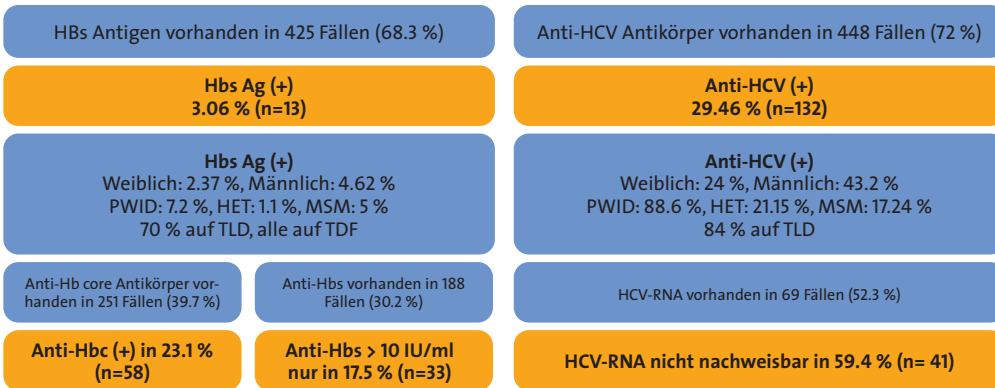 HBs Antigen vorhanden in 425 Fällen (68.3 %)
Hbs Ag (+)
3.06 % (n=13)
Hbs Ag (+)
Weiblich: 2.37 %, Männlich: 4.62 %
PWID: 7.2 %, HET: 1.1 %, MSM: 5 %
70 % auf TLD, alle auf TDF
Anti-Hb core Antikörper vor-
handen in 251 Fällen (39.7 %)
Anti-Hbc (+) in 23.1 %
(n=58)
Anti-Hbs vorhanden in 188
Fällen (30.2 %)
Anti-Hbs > 10 IU/ml
nur in 17.5 % (n=33)
Anti-HCV Antikörper vorhanden in 448 Fällen (72 %)
Anti-HCV (+)
29.46 % (n=132)
Anti-HCV (+)
Weiblich: 24 %, Männlich: 43.2 %
PWID: 88.6 %, HET: 21.15 %, MSM: 17.24 %
84 % auf TLD
HCV-RNA vorhanden in 69 Fällen (52.3 %)
HCV-RNA nicht nachweisbar in 59.4 % (n= 41)